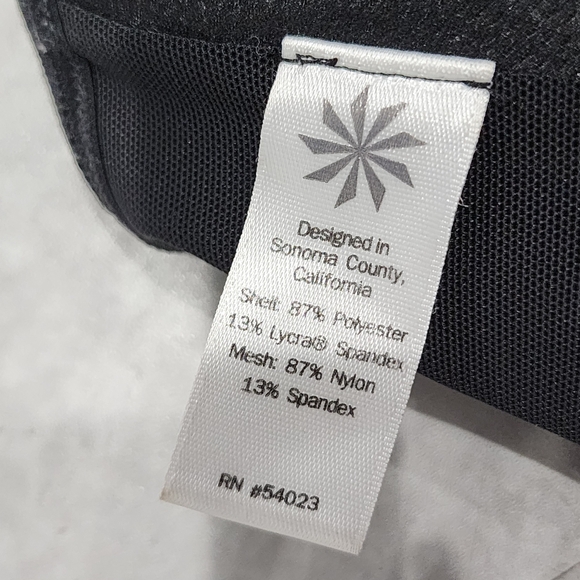 Designed in
Sonoma County,
California
Shell: 87% Polyester
13% Lycra® Spandex
Mesh: 87% Nylon
13% Spandex
RN #54023